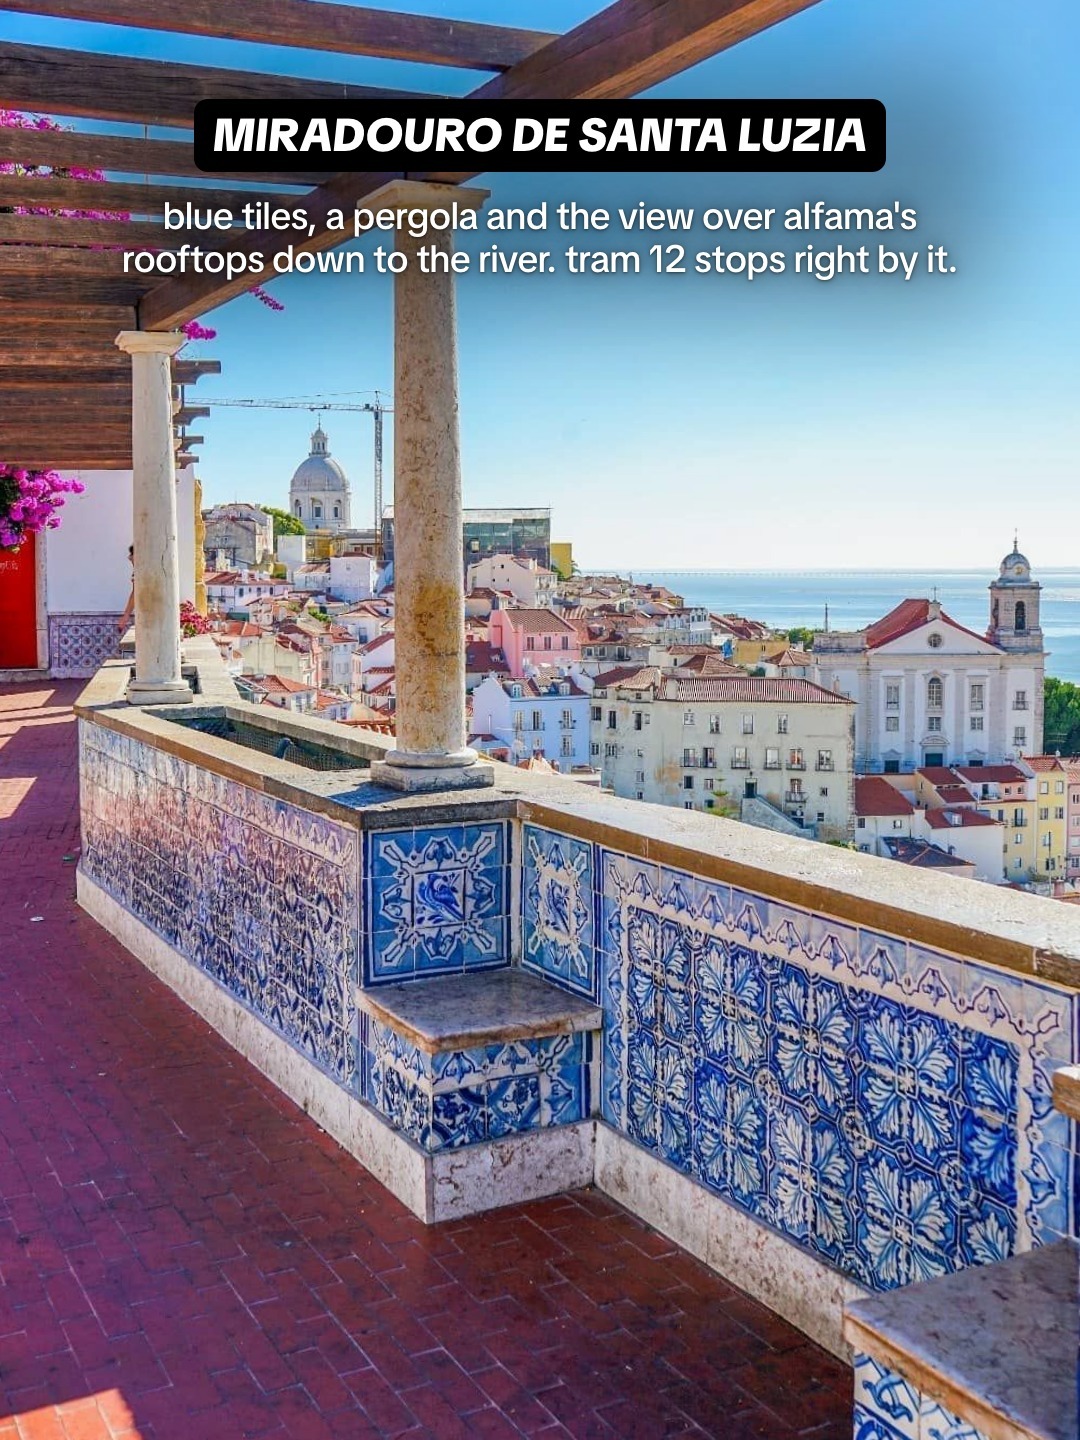 MIRADOURO DE SANTA LUZIA
blue tiles, a pergola and the view over alfama's
rooftops down to the river. tram 12 stops right by it.